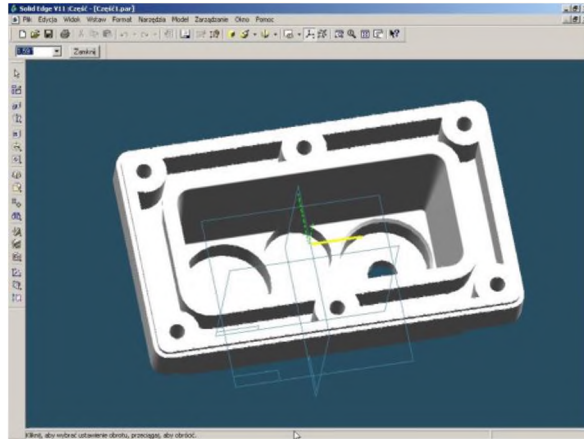 Solid Edge V11 :Część - [Część1.par]
Plik Edycja Widok Wstaw Format Narzędzia Model Zarządzanie Okno Pomoc
Zamknij
Kliknij, aby wybrać ustawienie obrotu, przeciągnij, aby obrócić.